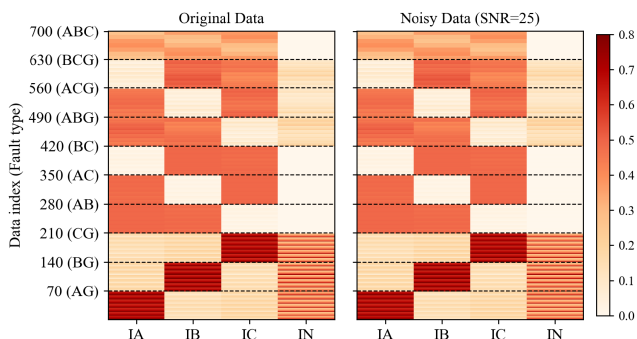 Original Data
Noisy Data (SNR=25)
Data index (Fault type)
700 (ABC)
630 (BCG)
560 (ACG)
490 (ABG)
420 (BC)
350 (AC)
280 (AB)
210 (CG)
140 (BG)
70 (AG)
IA IB IC IN
IA IB IC IN
0.8
0.7
0.6
0.5
0.4
0.3
0.2
0.1
0.0